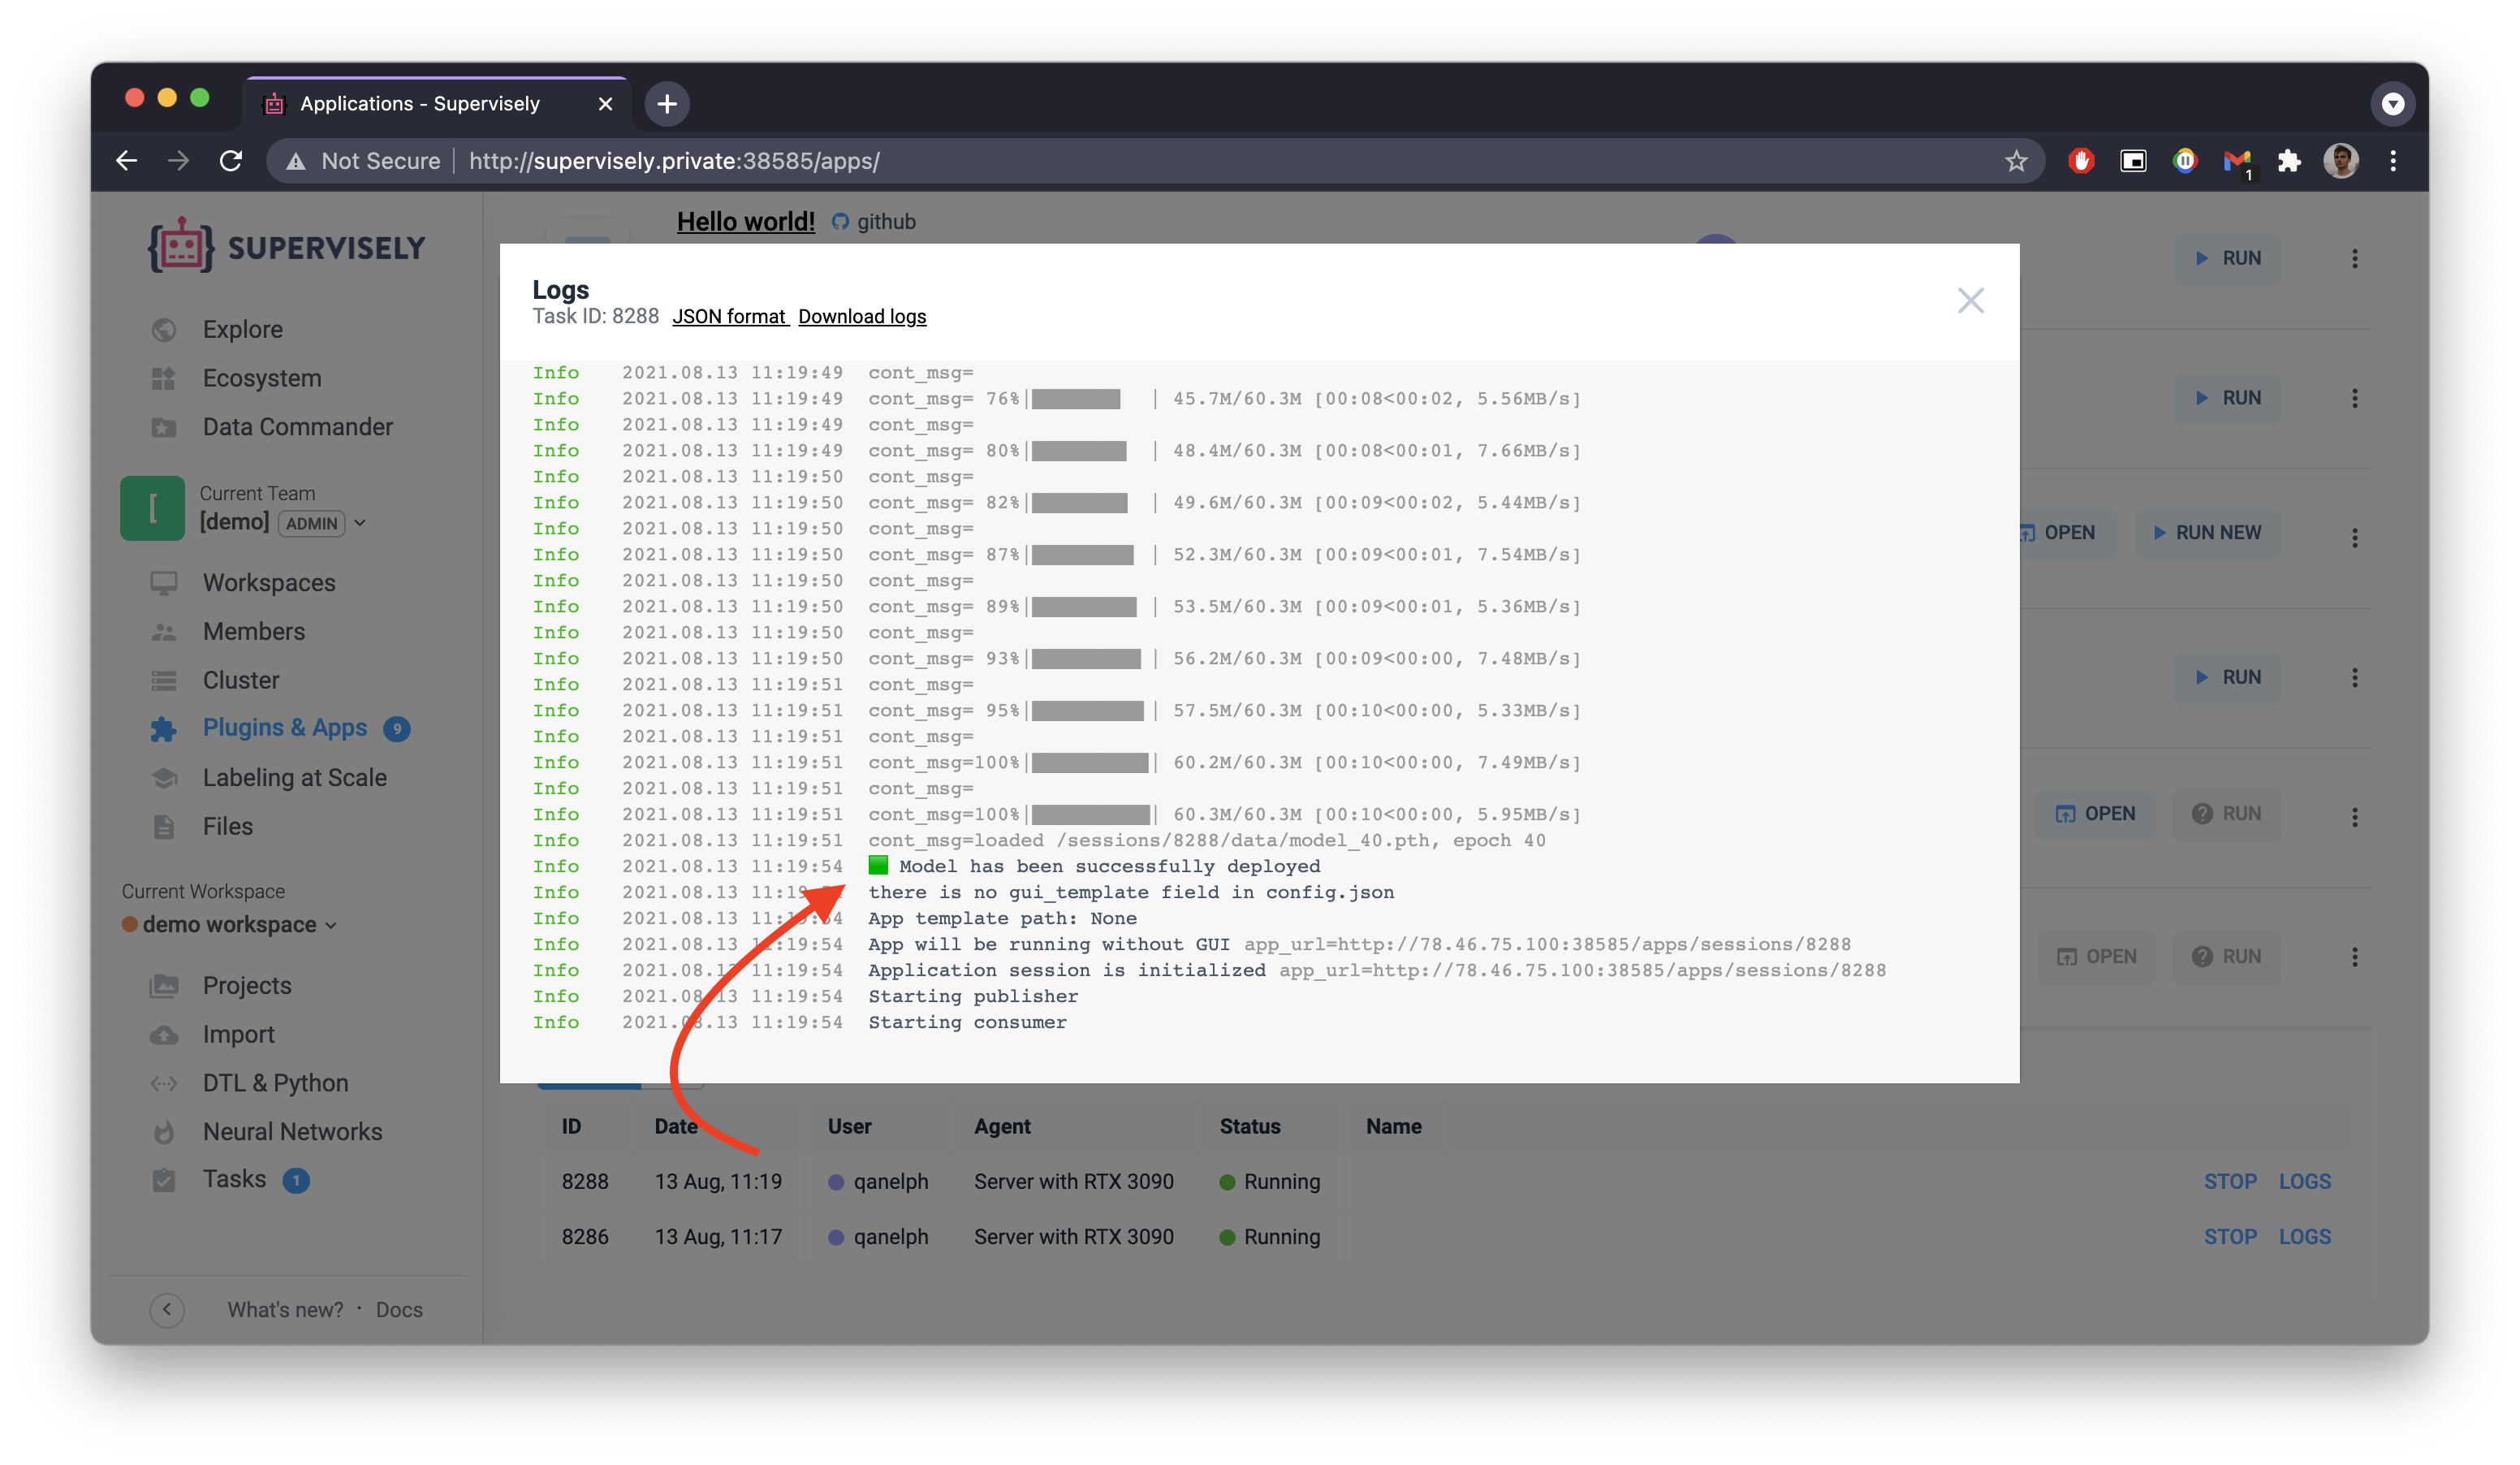 Applications - Supervisely
Not Secure | http://supervisely.private:38585/apps/
1
SUPERVISELY
Explore
Ecosystem
Data Commander
[
Current Team
[demo] ADMIN
Workspaces
Members
Cluster
Plugins & Apps 9
Labeling at Scale
Files
Current Workspace
demo workspace
Projects
Import
DTL & Python
Neural Networks
Tasks 1
What's new? · Docs
Hello world! github
RUN
RUN
OPEN RUN NEW
RUN
OPEN RUN
OPEN RUN
Logs
Task ID: 8288 JSON format Download logs
Info 2021.08.13 11:19:49 cont_msg=
Info 2021.08.13 11:19:49 cont_msg= 76%| | 45.7M/60.3M [00:08<00:02, 5.56MB/s]
Info 2021.08.13 11:19:49 cont_msg=
Info 2021.08.13 11:19:49 cont_msg= 80%| | 48.4M/60.3M [00:08<00:01, 7.66MB/s]
Info 2021.08.13 11:19:50 cont_msg=
Info 2021.08.13 11:19:50 cont_msg= 82%| | 49.6M/60.3M [00:09<00:02, 5.44MB/s]
Info 2021.08.13 11:19:50 cont_msg=
Info 2021.08.13 11:19:50 cont_msg= 87%| | 52.3M/60.3M [00:09<00:01, 7.54MB/s]
Info 2021.08.13 11:19:50 cont_msg=
Info 2021.08.13 11:19:50 cont_msg= 89%| | 53.5M/60.3M [00:09<00:01, 5.36MB/s]
Info 2021.08.13 11:19:50 cont_msg=
Info 2021.08.13 11:19:50 cont_msg= 93%| | 56.2M/60.3M [00:09<00:00, 7.48MB/s]
Info 2021.08.13 11:19:51 cont_msg=
Info 2021.08.13 11:19:51 cont_msg= 95%| | 57.5M/60.3M [00:10<00:00, 5.33MB/s]
Info 2021.08.13 11:19:51 cont_msg=
Info 2021.08.13 11:19:51 cont_msg=100%| | 60.2M/60.3M [00:10<00:00, 7.49MB/s]
Info 2021.08.13 11:19:51 cont_msg=
Info 2021.08.13 11:19:51 cont_msg=100%| | 60.3M/60.3M [00:10<00:00, 5.95MB/s]
Info 2021.08.13 11:19:51 cont_msg=loaded /sessions/8288/data/model_40.pth, epoch 40
Info 2021.08.13 11:19:54 Model has been successfully deployed
Info 2021.08.13 there is no gui_template field in config.json
Info 2021.08.13 11:19:54 App template path: None
Info 2021.08.13 11:19:54 App will be running without GUI app_url=http://78.46.75.100:38585/apps/sessions/8288
Info 2021.08.13 11:19:54 Application session is initialized app_url=http://78.46.75.100:38585/apps/sessions/8288
Info 2021.08.13 11:19:54 Starting publisher
Info 2021.08.13 11:19:54 Starting consumer
ID Date User Agent Status Name
8288 13 Aug, 11:19 qanelph Server with RTX 3090 Running STOP LOGS
8286 13 Aug, 11:17 qanelph Server with RTX 3090 Running STOP LOGS